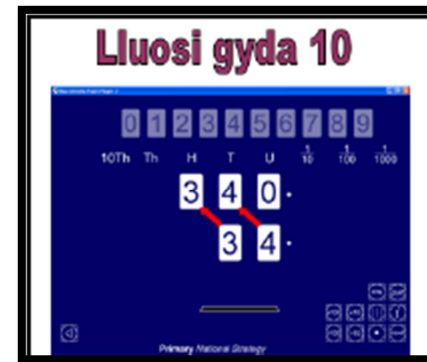 Lluosi gyda 10
0 1 2 3 4 5 6 7 8 9
10Th Th H T U 1/10 1/100 1/1000
3 4 0 .
3 4 .
Primary National Strategy